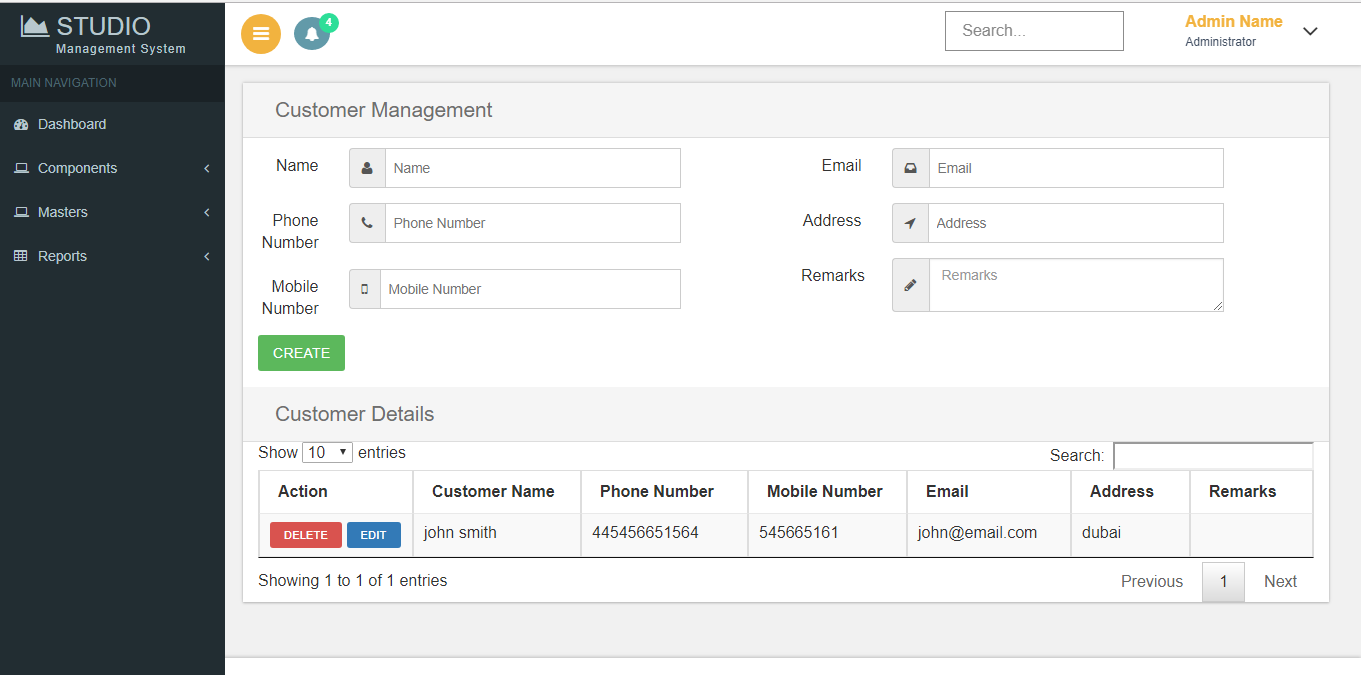 STUDIO
Management System
4
Search...
Admin Name
Administrator
MAIN NAVIGATION
Dashboard
Components
Masters
Reports
Customer Management
Name
Name
Email
Email
Phone
Number
Phone Number
Address
Address
Mobile
Number
Mobile Number
Remarks
Remarks
CREATE
Customer Details
Show 10 entries
Search:
Action Customer Name Phone Number Mobile Number Email Address Remarks
DELETE EDIT john smith 445456651564 545665161 john@email.com dubai
Showing 1 to 1 of 1 entries
Previous 1 Next